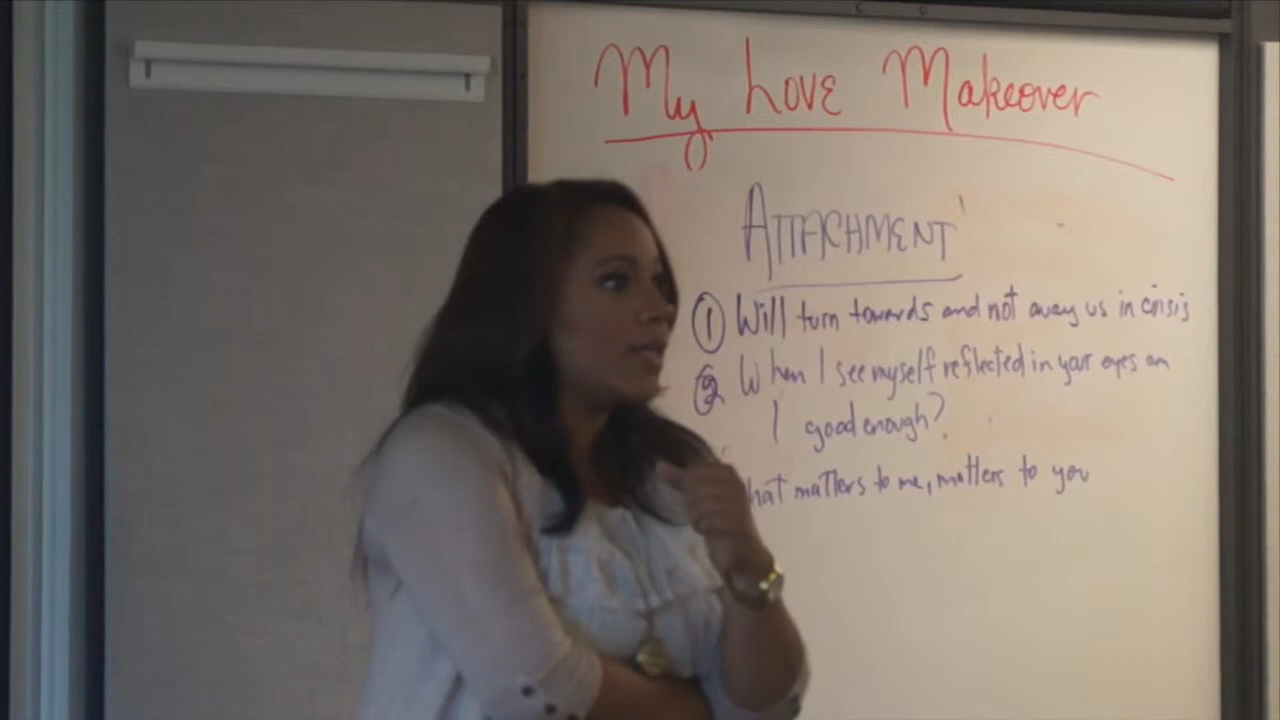 My Love Makeover
ATTACHMENT
① Will turn towards and not away us in crisis
② When I see myself reflected in your eyes am
I good enough?
hat matters to me, matters to you